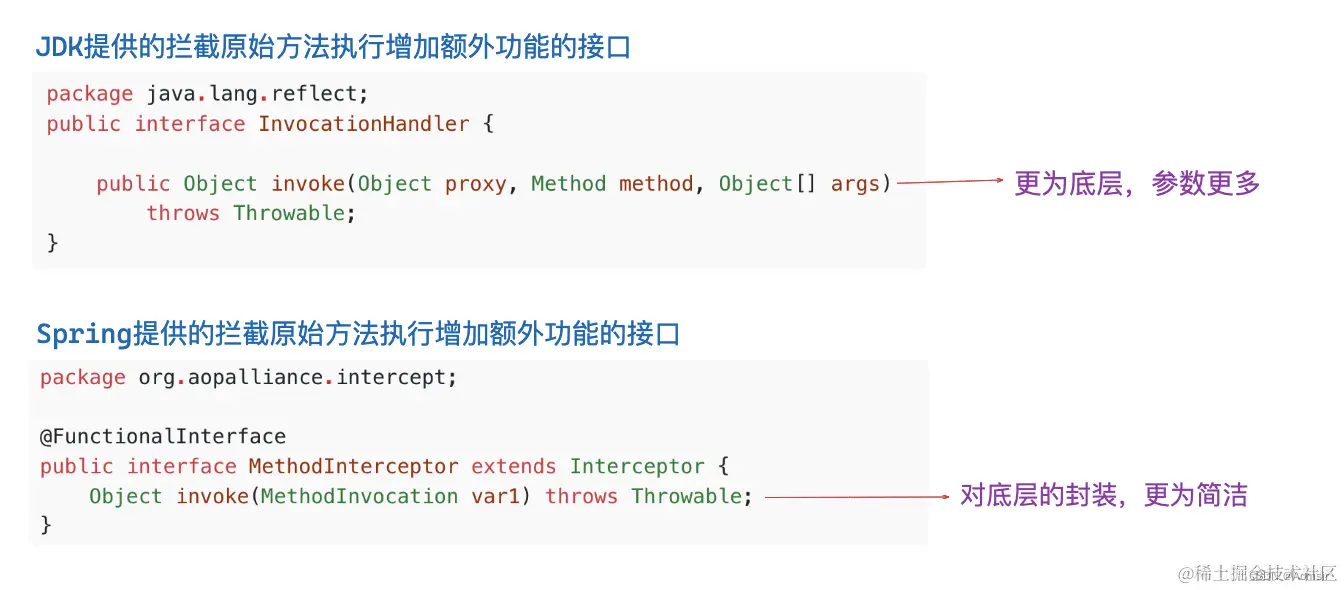 JDK提供的拦截原始方法执行增加额外功能的接口
package java.lang.reflect;
public interface InvocationHandler {
public Object invoke(Object proxy, Method method, Object[] args)
更为底层，参数更多
throws Throwable;
}
Spring提供的拦截原始方法执行增加额外功能的接口
package org.aopalliance.intercept;
@FunctionalInterface
public interface MethodInterceptor extends Interceptor {
Object invoke(MethodInvocation var1) throws Throwable;
对底层的封装，更为简洁
}
@稀土掘金技术社区